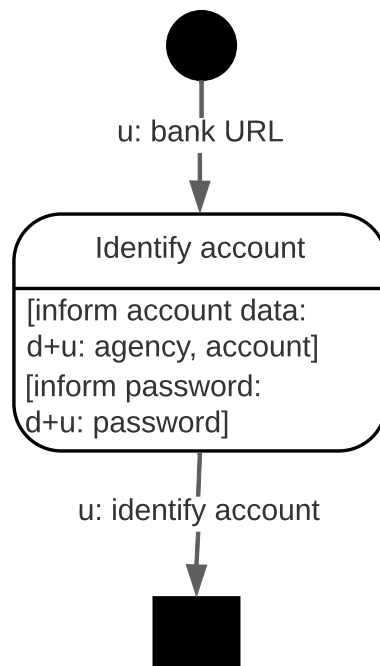 u: bank URL
Identify account
[inform account data:
d+u: agency, account]
[inform password:
d+u: password]
u: identify account